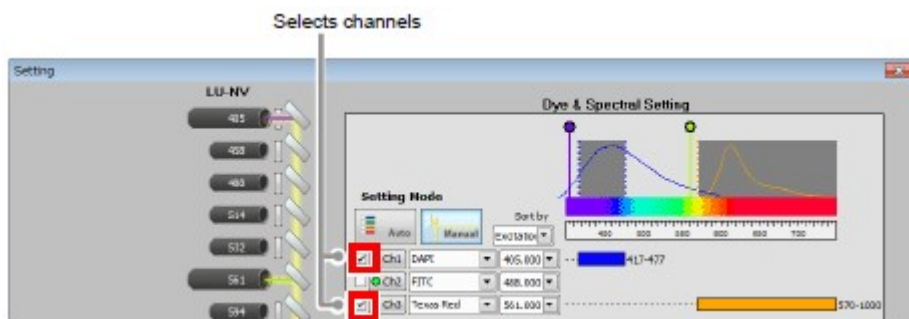 Selects channels
Setting
LU-NV
Dye & Spectral Setting
405
458
488
514
532
561
594
Setting Mode
Auto
Manual
Sort by
Excitation
400
500
600
650
700
Ch1 DAPI 405.000 417-477
Ch2 FITC 488.000
Ch3 Texas Red 561.000 570-1000